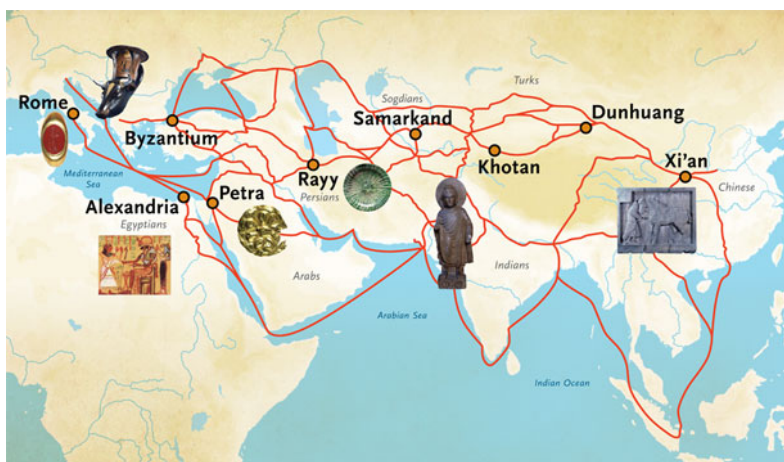 Turks
Sogdians
Rome
Samarkand
Dunhuang
Byzantium
Khotan
Xi'an
Mediterranean
Sea
Rayy
Petra
Persians
Chinese
Alexandria
Egyptians
Indians
Arabs
Arabian Sea
Indian Ocean